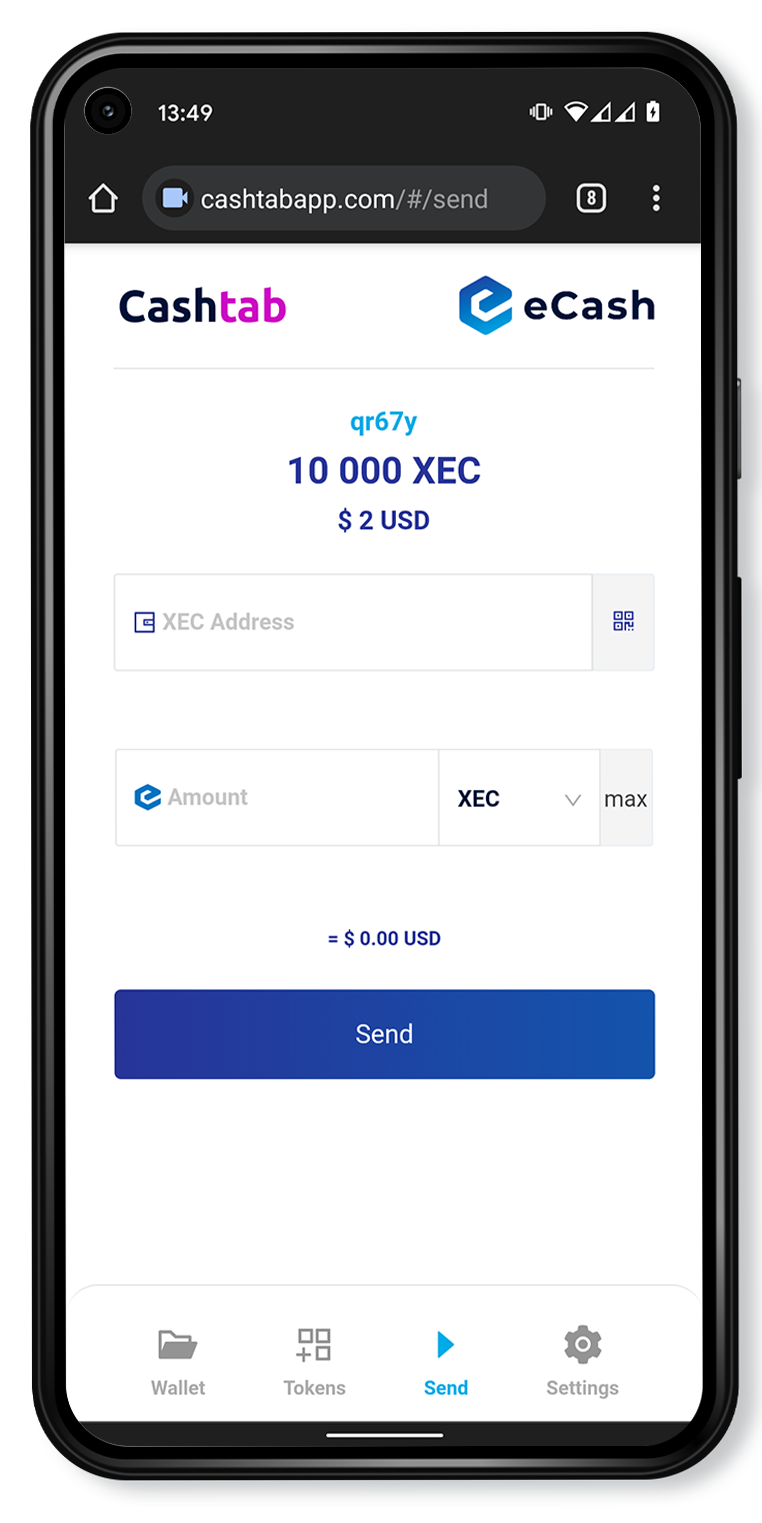 13:49
cashtabapp.com/#/send
8
Cashtab
eCash
qr67y
10 000 XEC
$ 2 USD
XEC Address
Amount
XEC
max
= $ 0.00 USD
Send
Wallet
Tokens
Send
Settings